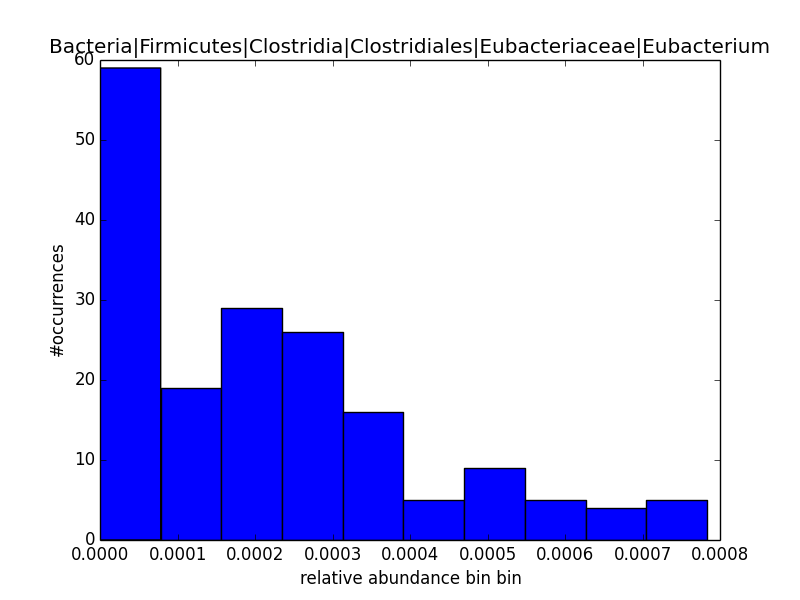 Bacteria|Firmicutes|Clostridia|Clostridiales|Eubacteriaceae|Eubacterium
60
50
40
30
20
10
0
#occurrences
0.0000 0.0001 0.0002 0.0003 0.0004 0.0005 0.0006 0.0007 0.0008
relative abundance bin bin